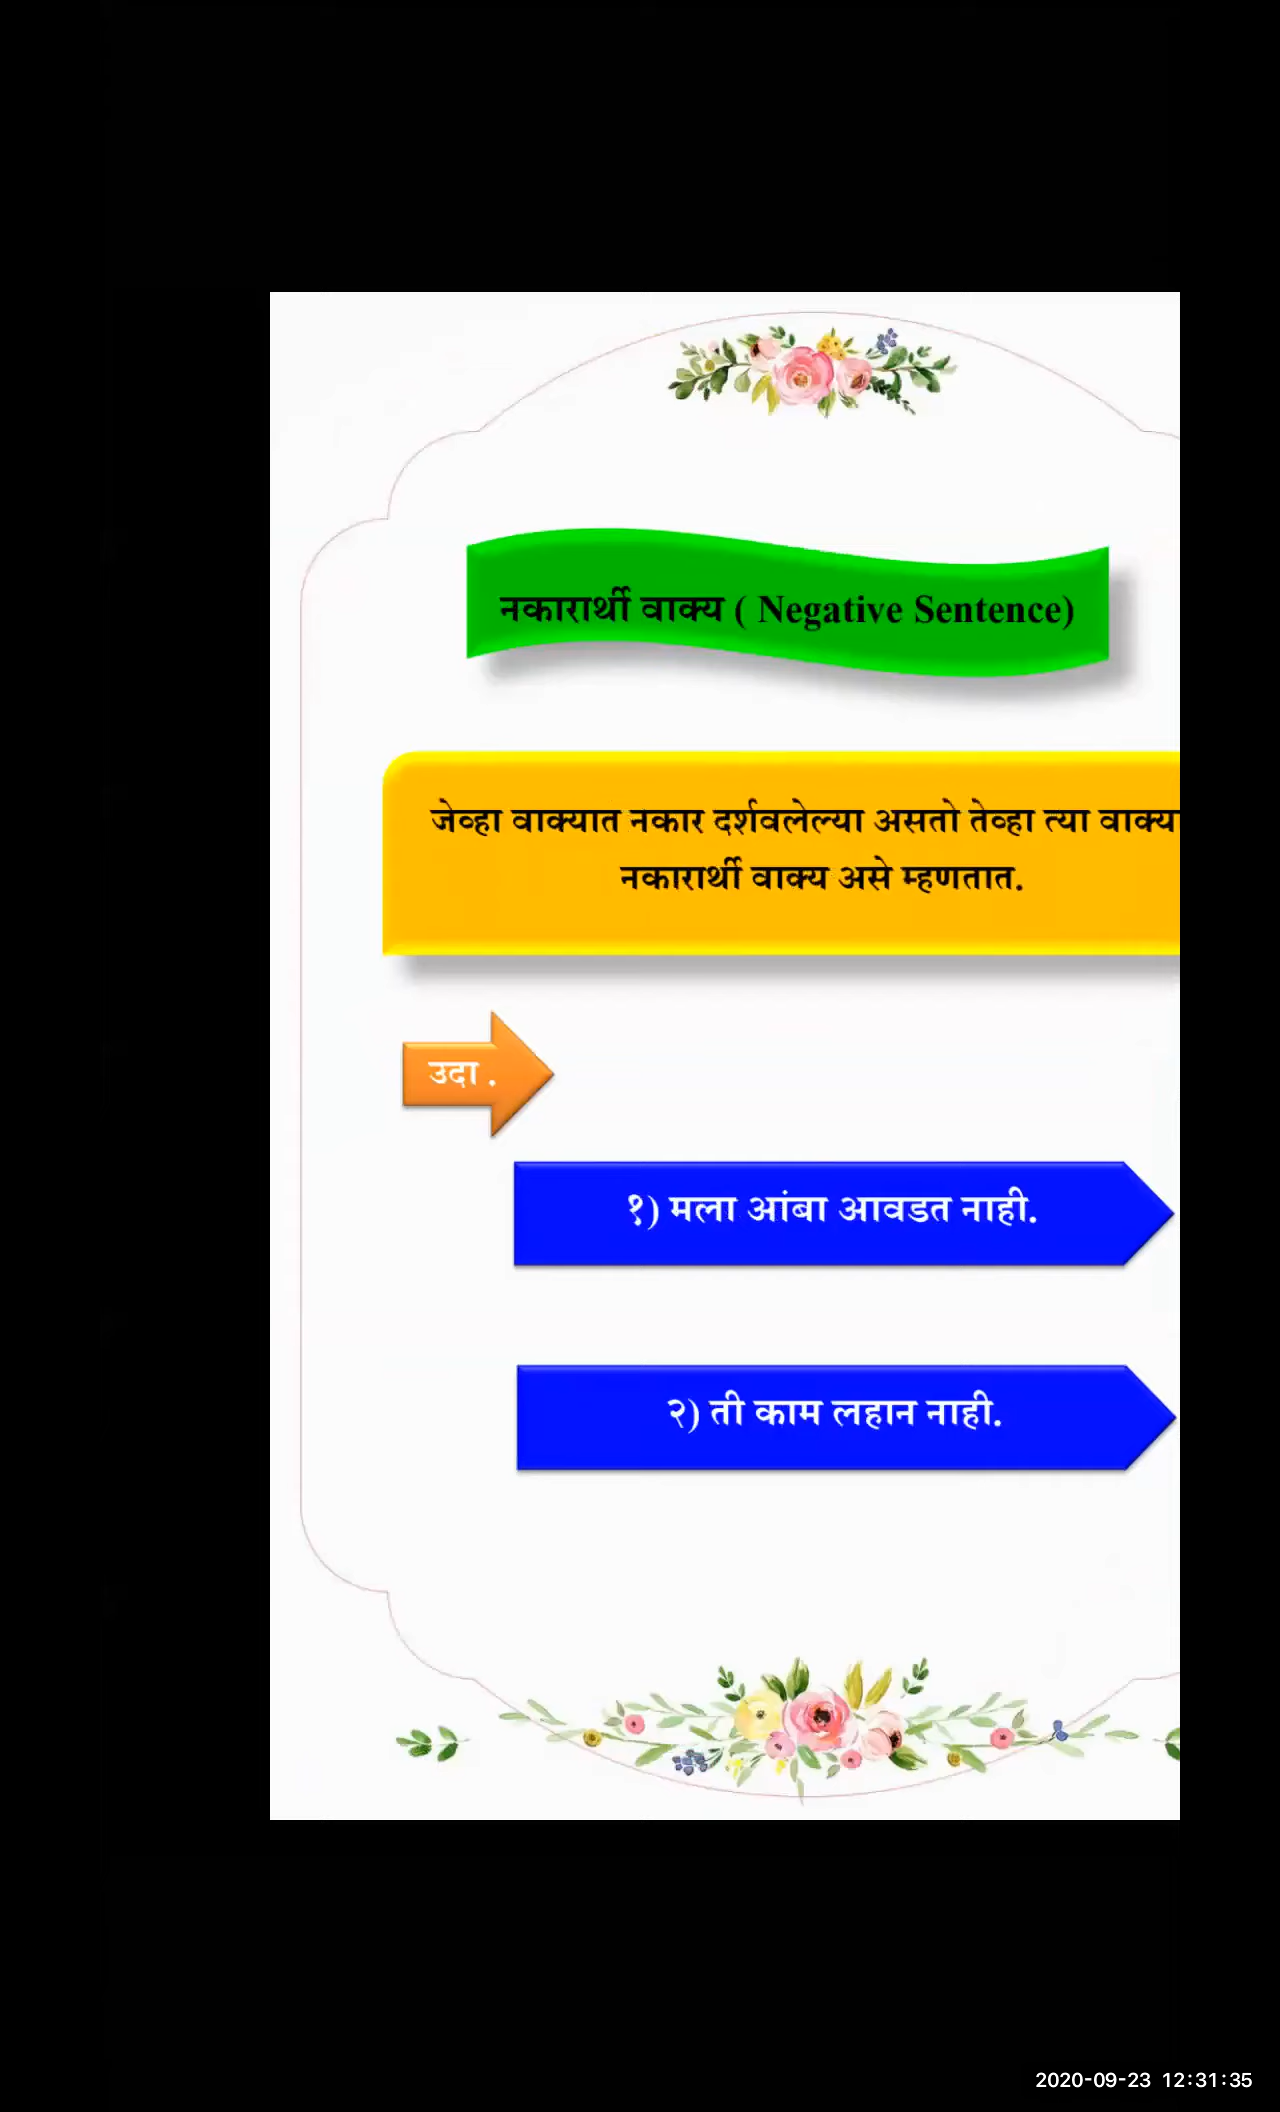 नकारार्थी वाक्य ( Negative Sentence)
जेव्हा वाक्यात नकार दर्शवलेल्या असतो तेव्हा त्या वाक्य
नकारार्थी वाक्य असे म्हणतात.
उदा .
१) मला आंबा आवडत नाही.
२) ती काम लहान नाही.
2020-09-23 12:31:35